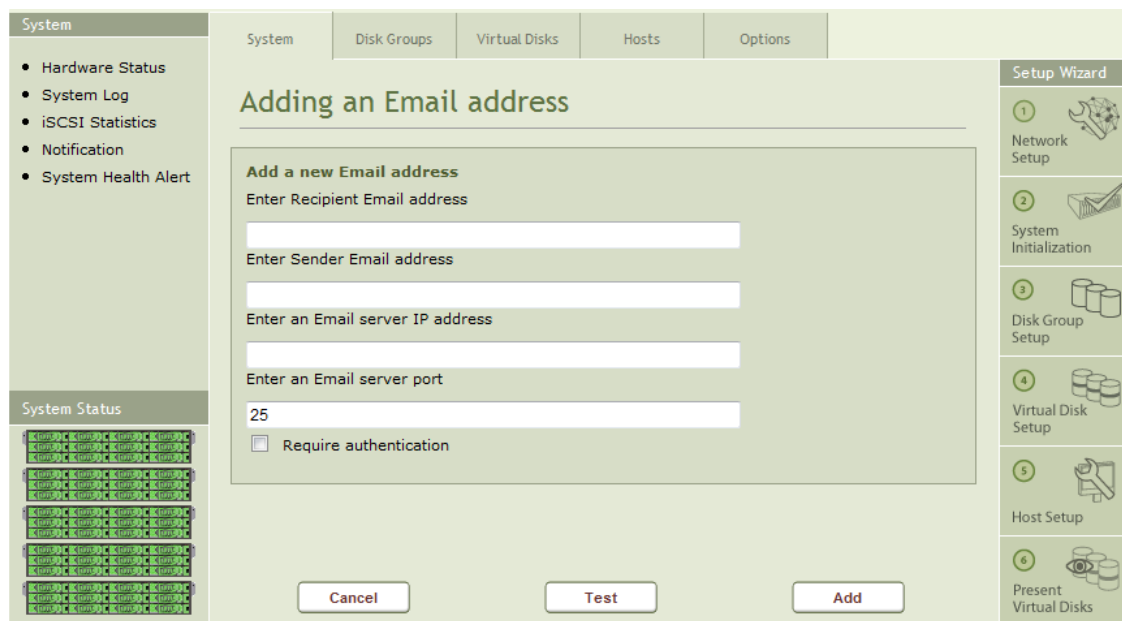 System
Hardware Status
System Log
iSCSI Statistics
Notification
System Health Alert
System Status
System
Disk Groups
Virtual Disks
Hosts
Options
Adding an Email address
Add a new Email address
Enter Recipient Email address
Enter Sender Email address
Enter an Email server IP address
Enter an Email server port
25
Require authentication
Cancel
Test
Add
Setup Wizard
1
Network
Setup
2
System
Initialization
3
Disk Group
Setup
4
Virtual Disk
Setup
5
Host Setup
6
Present
Virtual Disks